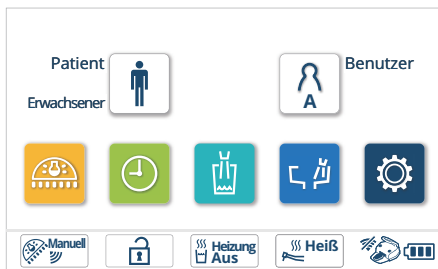 Patient
Benutzer
Erwachsener
A
Manuell
Heizung
Aus
Heiß